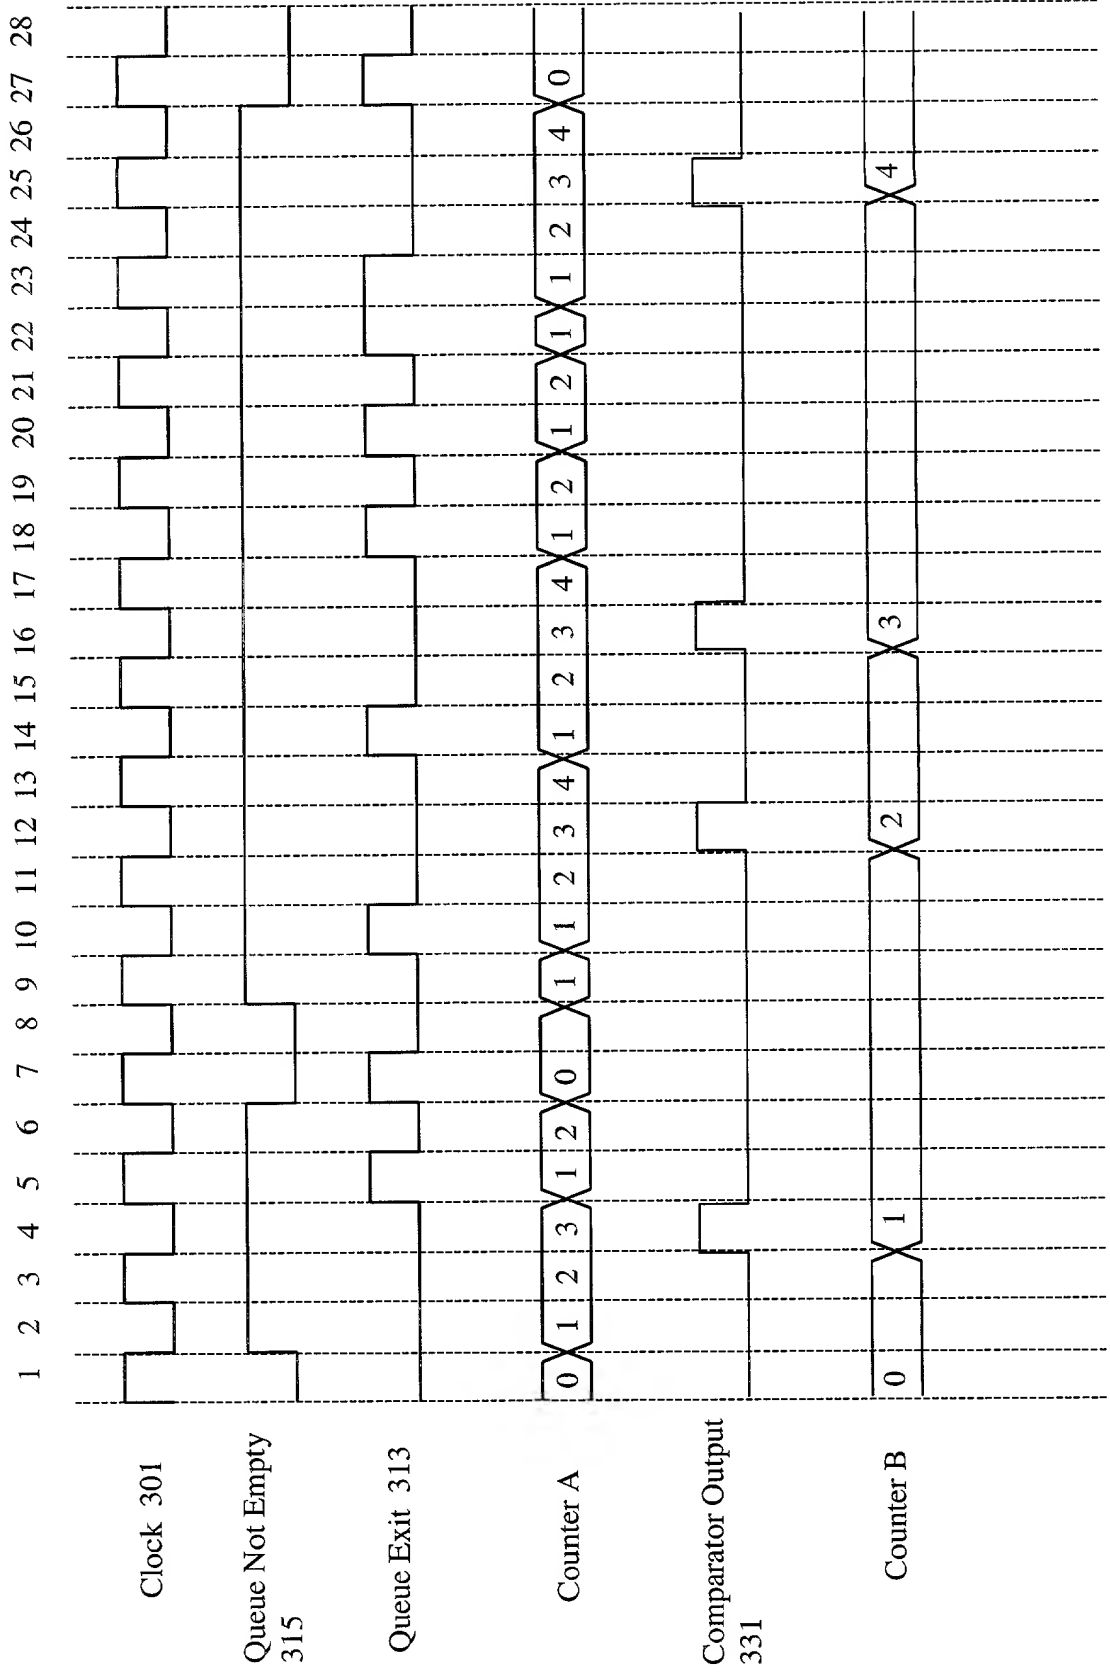 1 2 3 4 5 6 7 8 9 10 11 12 13 14 15 16 17 18 19 20 21 22 23 24 25 26 27 28
Clock 301
Queue Not Empty
315
Queue Exit 313
Counter A 0 1 2 3 1 2 0 1 1 2 3 4 1 2 3 4 1 2 1 2 1 1 2 3 4 0
Comparator Output
331
Counter B 0 1 2 3 4